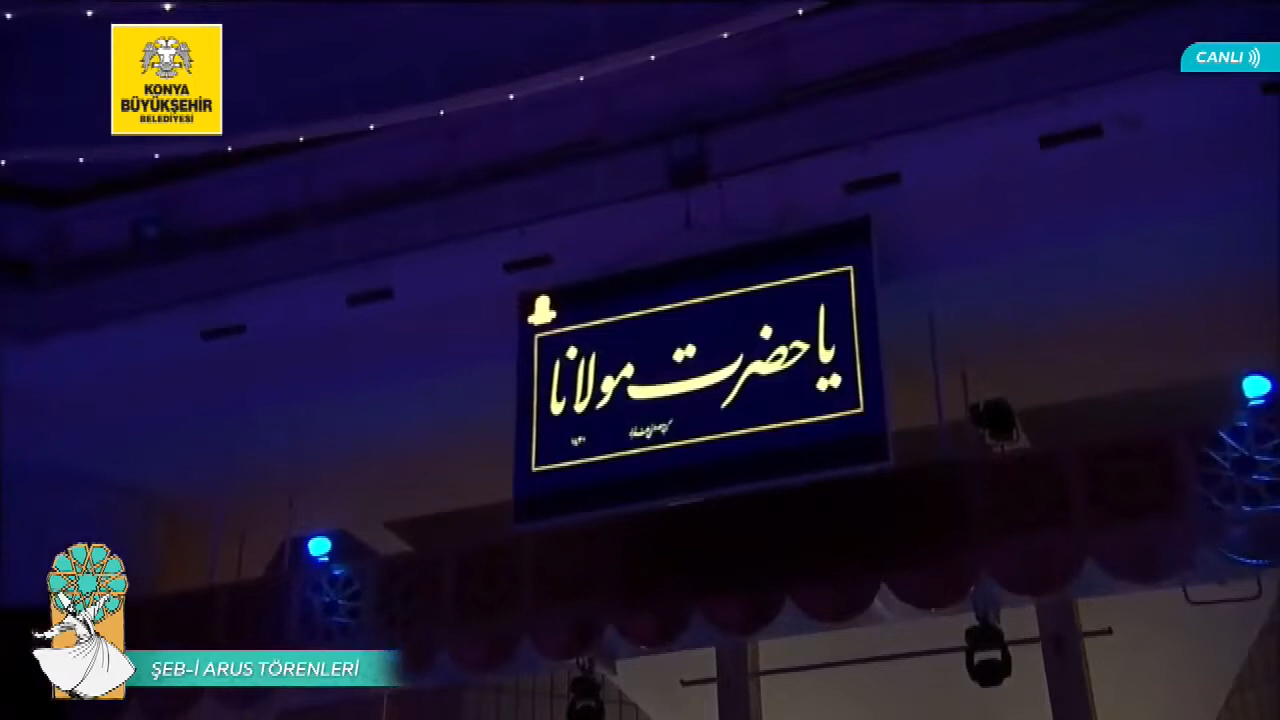 KONYA
BÜYÜKŞEHİR
BELEDİYESİ
CANLI
یا حضرت مولانا
ŞEB-İ ARUS TÖRENLERİ